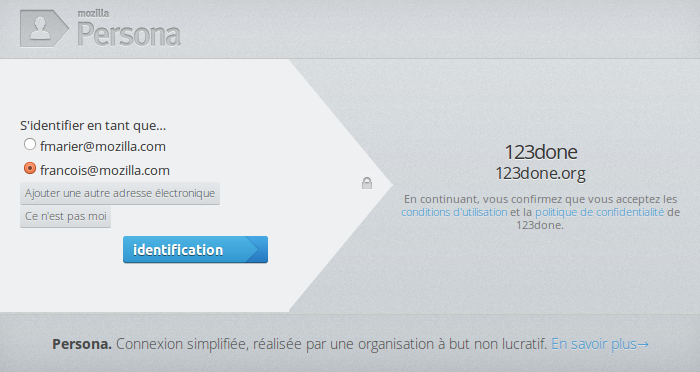 mozilla
Persona
S'identifier en tant que...
fmarier@mozilla.com
francois@mozilla.com
Ajouter une autre adresse électronique
Ce n'est pas moi
identification
123done
123done.org
En continuant, vous confirmez que vous acceptez les
conditions d'utilisation et la politique de confidentialité de
123done.
Persona. Connexion simplifiée, réalisée par une organisation à but non lucratif. En savoir plus→